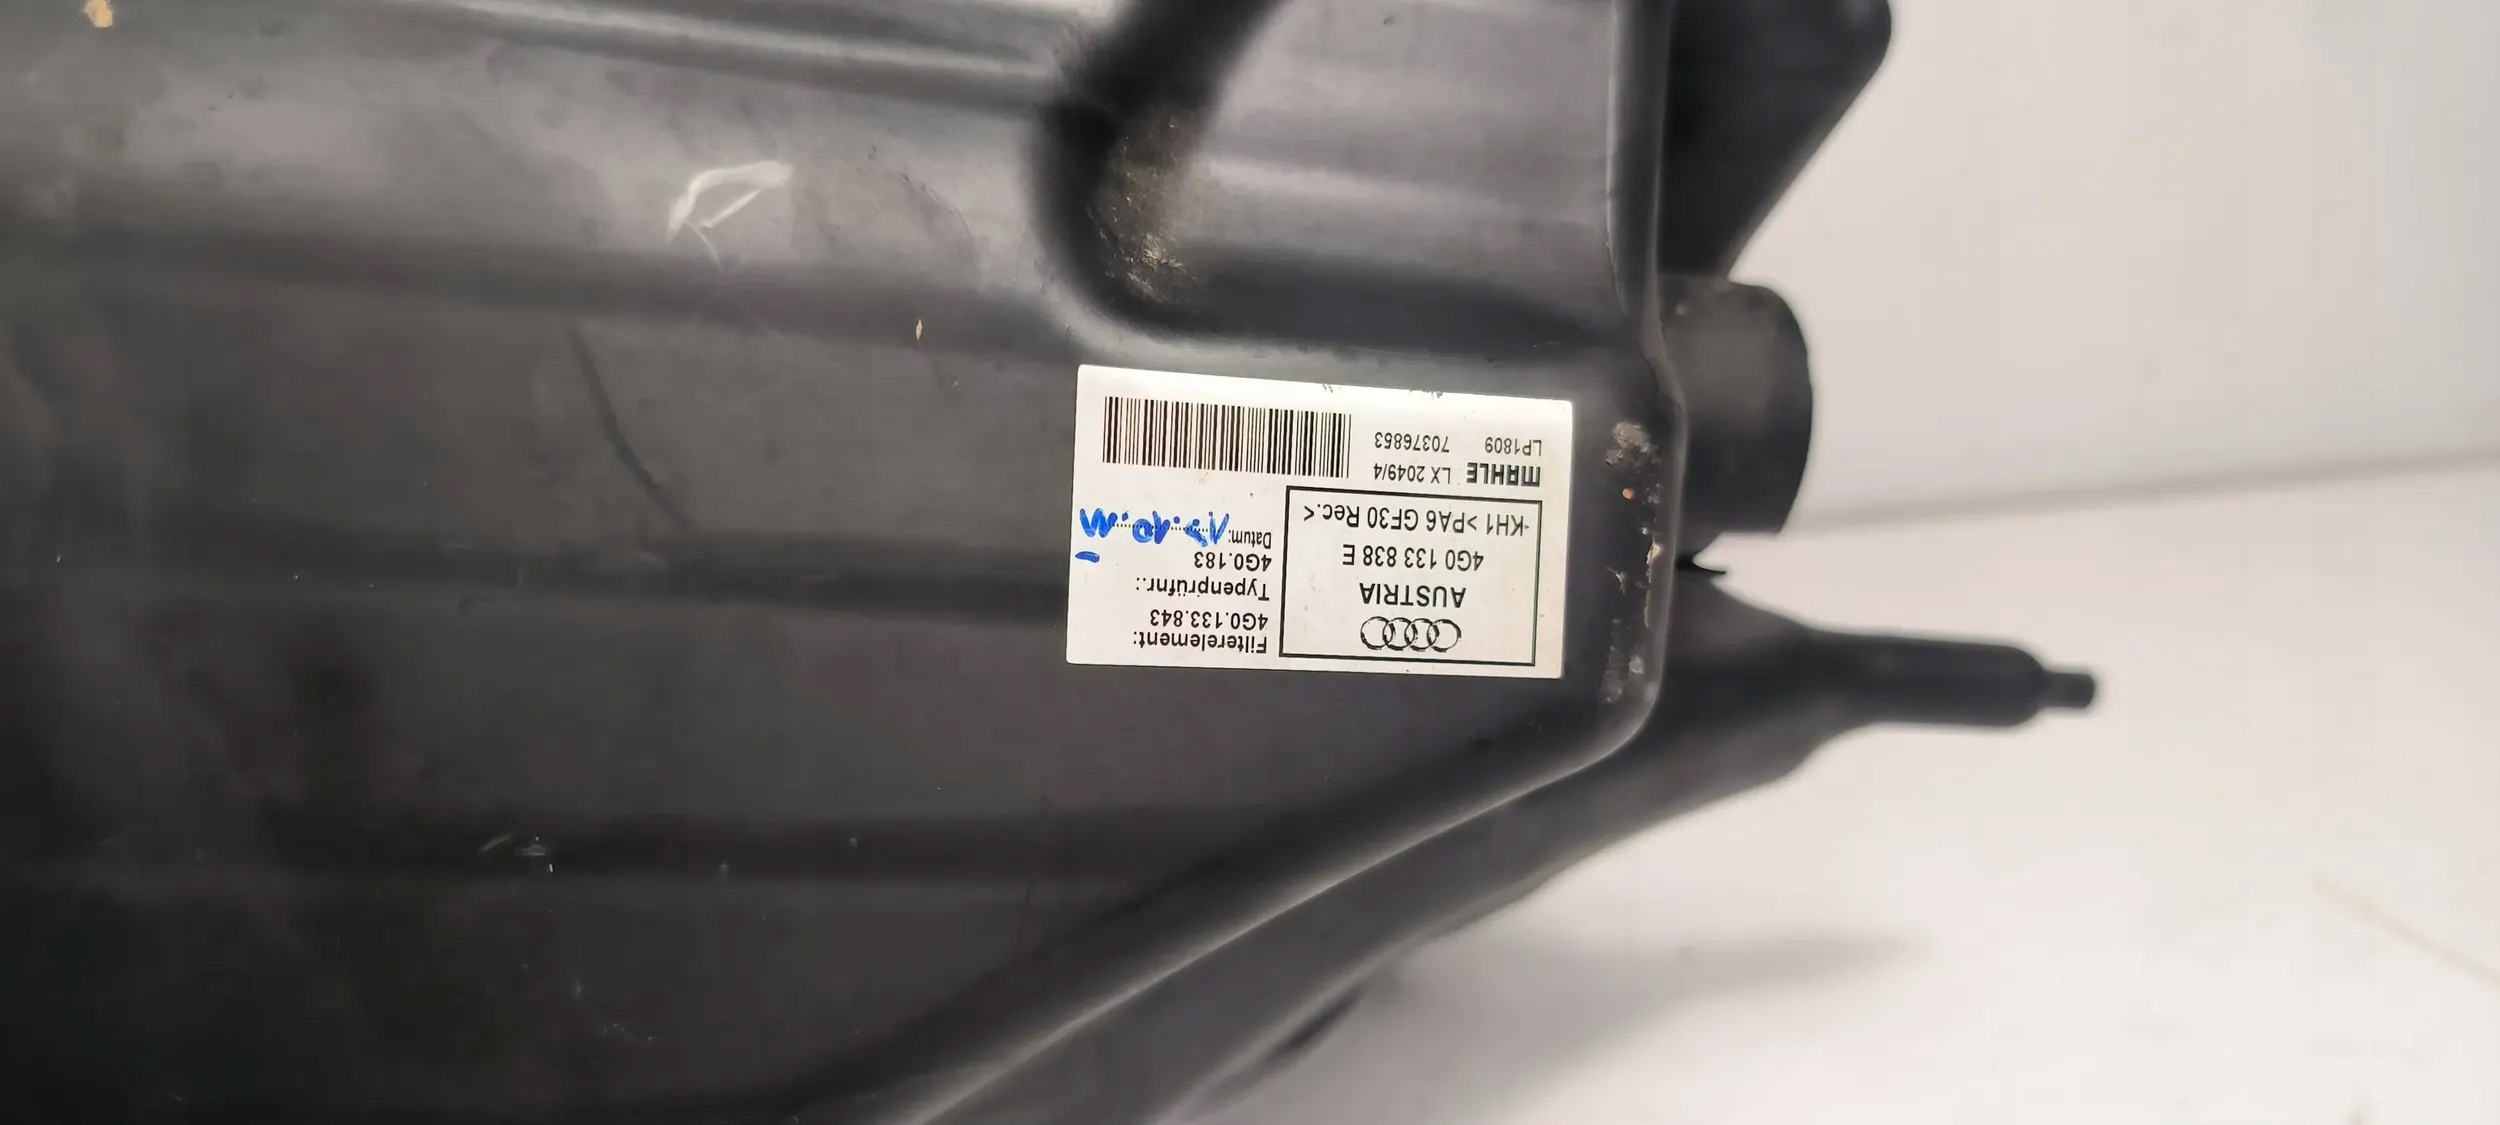 AUSTRIA
4G0 133 838 E
-KH1 >PA6 GF30 Rec.<
Filterelement:
4G0.133.843
Typenprüfnr.:
4G0.183
Datum:
MAHLE LX 2049/4
LP1809 70376853